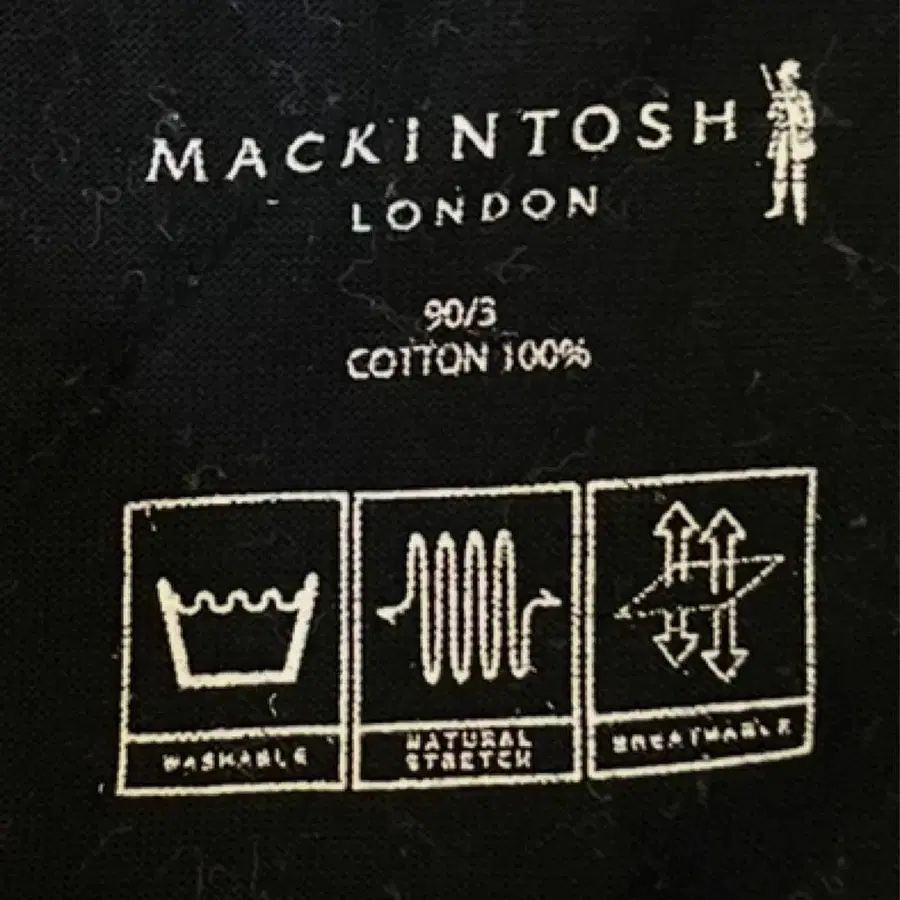 MACKINTOSH
LONDON
90/3
COTTON 100%
WASHABLE
NATURAL
STRETCH
BREATHABLE